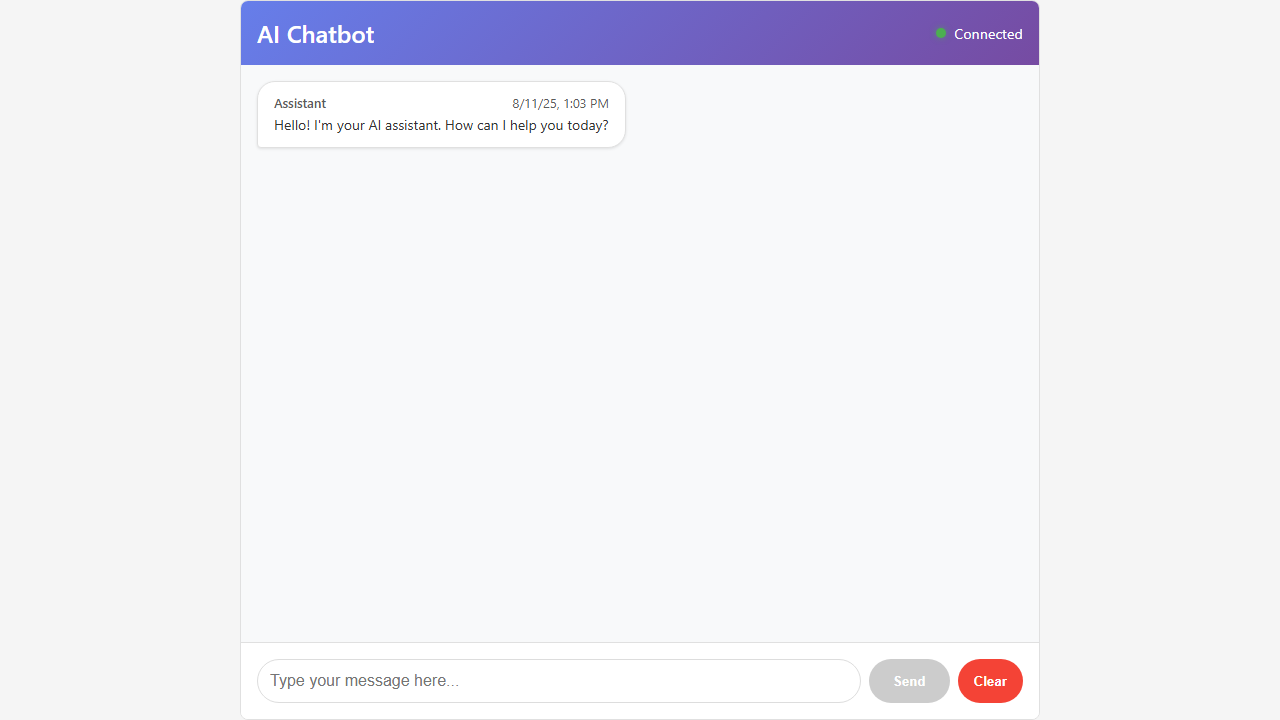 AI Chatbot
Connected
Assistant 8/11/25, 1:03 PM
Hello! I'm your AI assistant. How can I help you today?
Type your message here...
Send
Clear